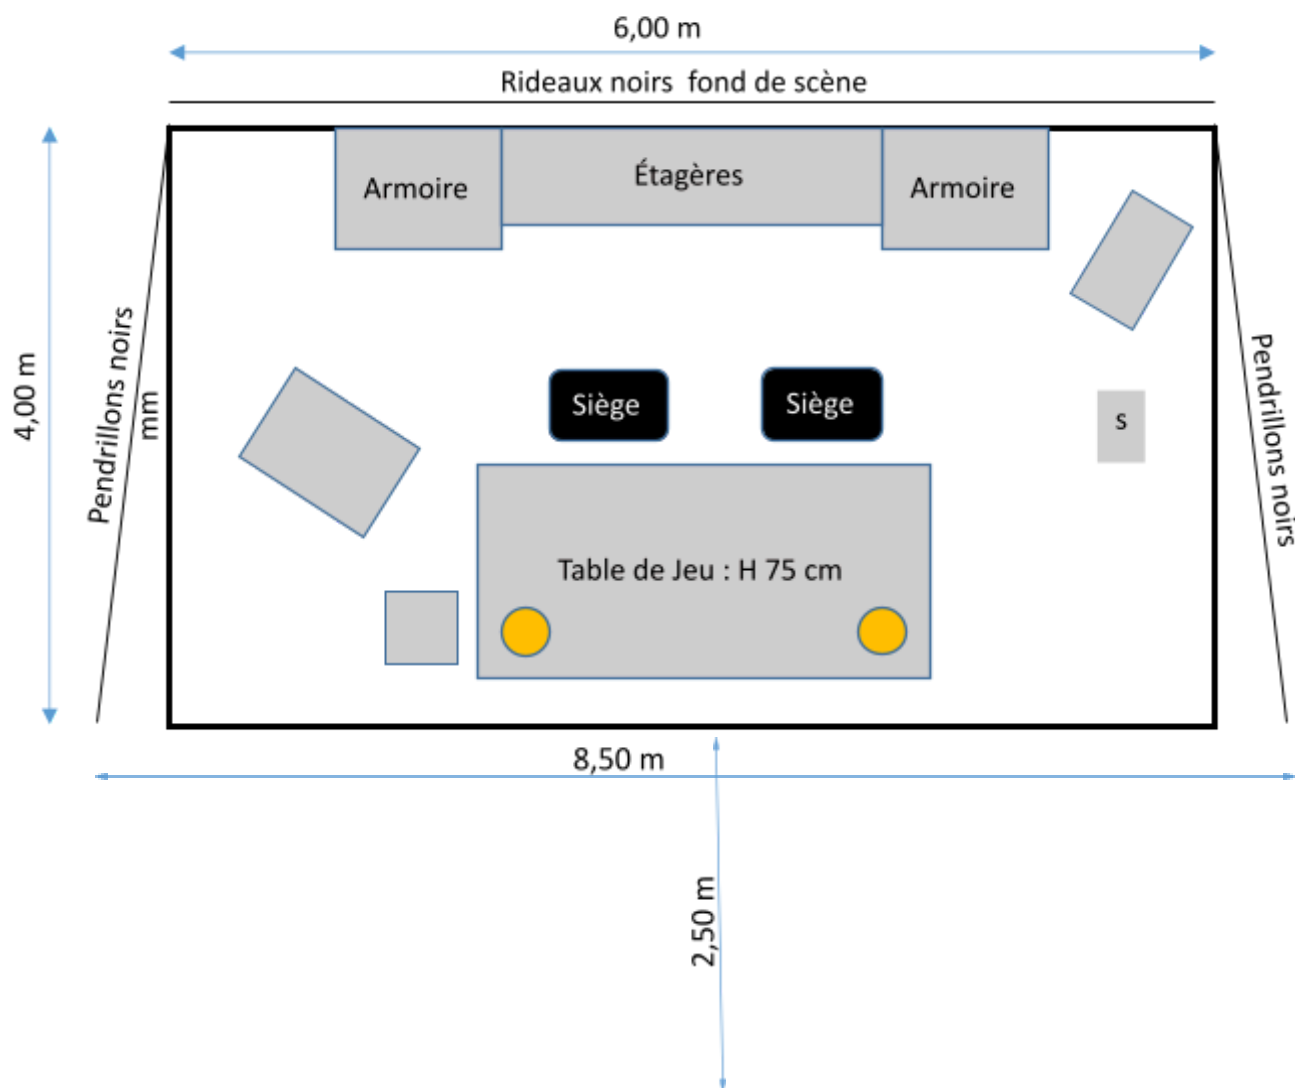 6,00 m
Rideaux noirs  fond de scène
Armoire
Étagères
Armoire
4,00 m
Pendrillons noirs
mm
Pendrillons noirs
Siège
Siège
s
Table de Jeu : H 75 cm
8,50 m
2,50 m